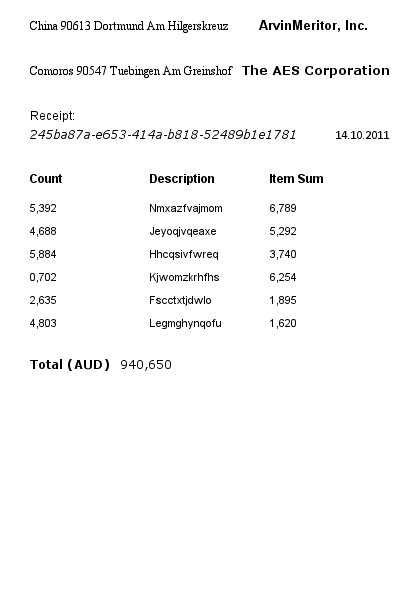 China 90613 Dortmund Am Hilgerskreuz ArvinMeritor, Inc.
Comoros 90547 Tuebingen Am Greinshof The AES Corporation
Receipt:
245ba87a-e653-414a-b818-52489b1e1781 14.10.2011
Count Description Item Sum
5,392 Nmxazfvajmom 6,789
4,688 Jeyoqjvqeaxe 5,292
5,884 Hhcqsivfwreq 3,740
0,702 Kjwomzkrhfhs 6,254
2,635 Fscctxtjdwlo 1,895
4,803 Legmghynqofu 1,620
Total (AUD) 940,650